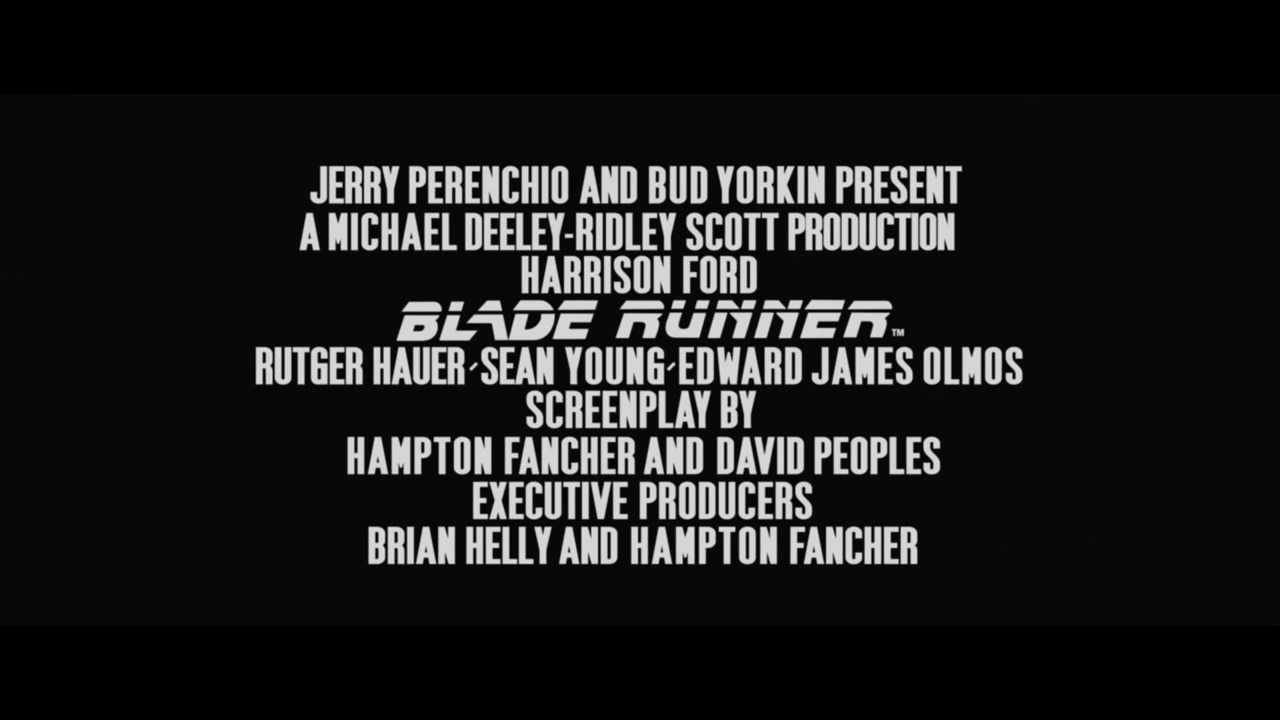 JERRY PERENCHIO AND BUD YORKIN PRESENT
A MICHAEL DEELEY-RIDLEY SCOTT PRODUCTION
HARRISON FORD
BLADE RUNNER™
RUTGER HAUER·SEAN YOUNG·EDWARD JAMES OLMOS
SCREENPLAY BY
HAMPTON FANCHER AND DAVID PEOPLES
EXECUTIVE PRODUCERS
BRIAN HELLY AND HAMPTON FANCHER